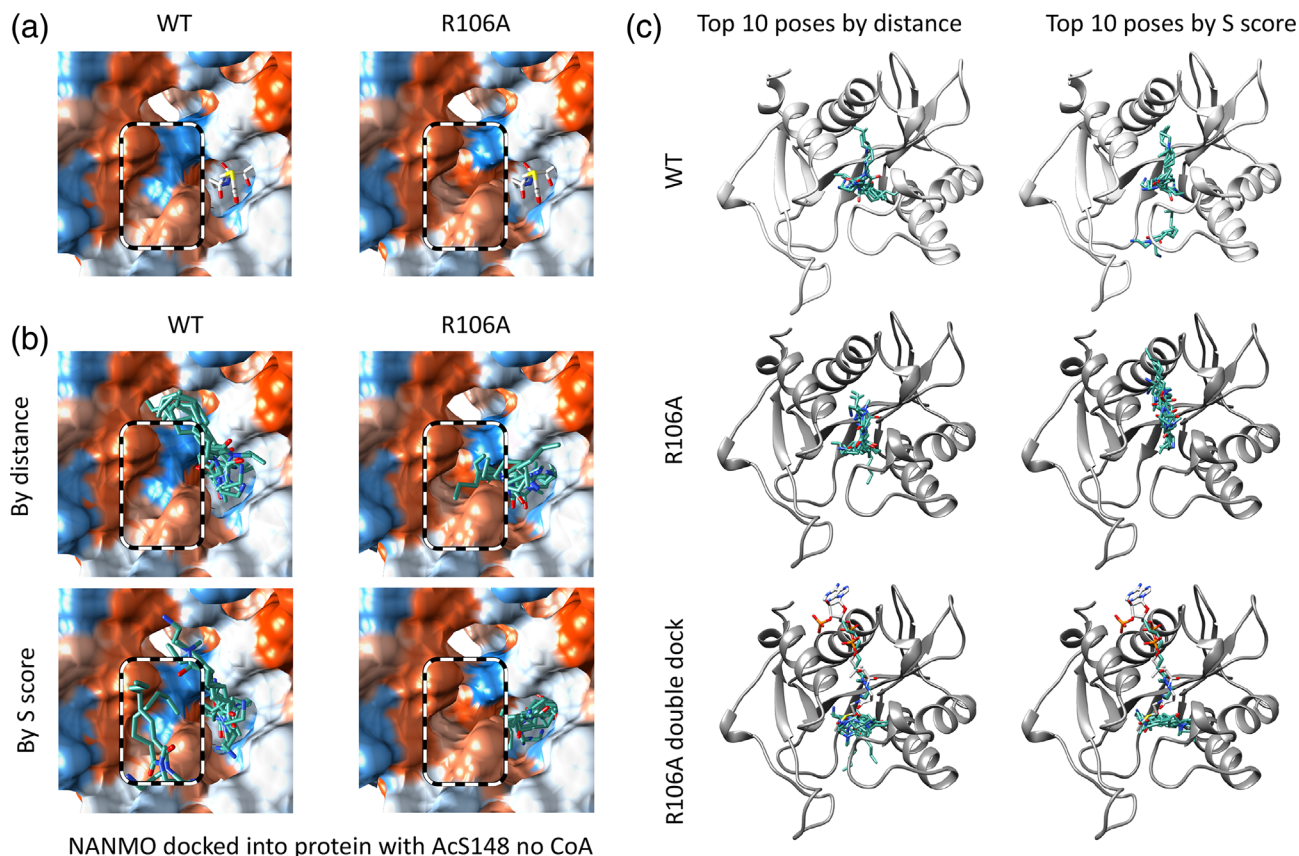 (a)
WT
R106A
(b)
WT
R106A
By distance
By S score
NANMO docked into protein with AcS148 no CoA
(c)
Top 10 poses by distance
Top 10 poses by S score
WT
R106A
R106A double dock